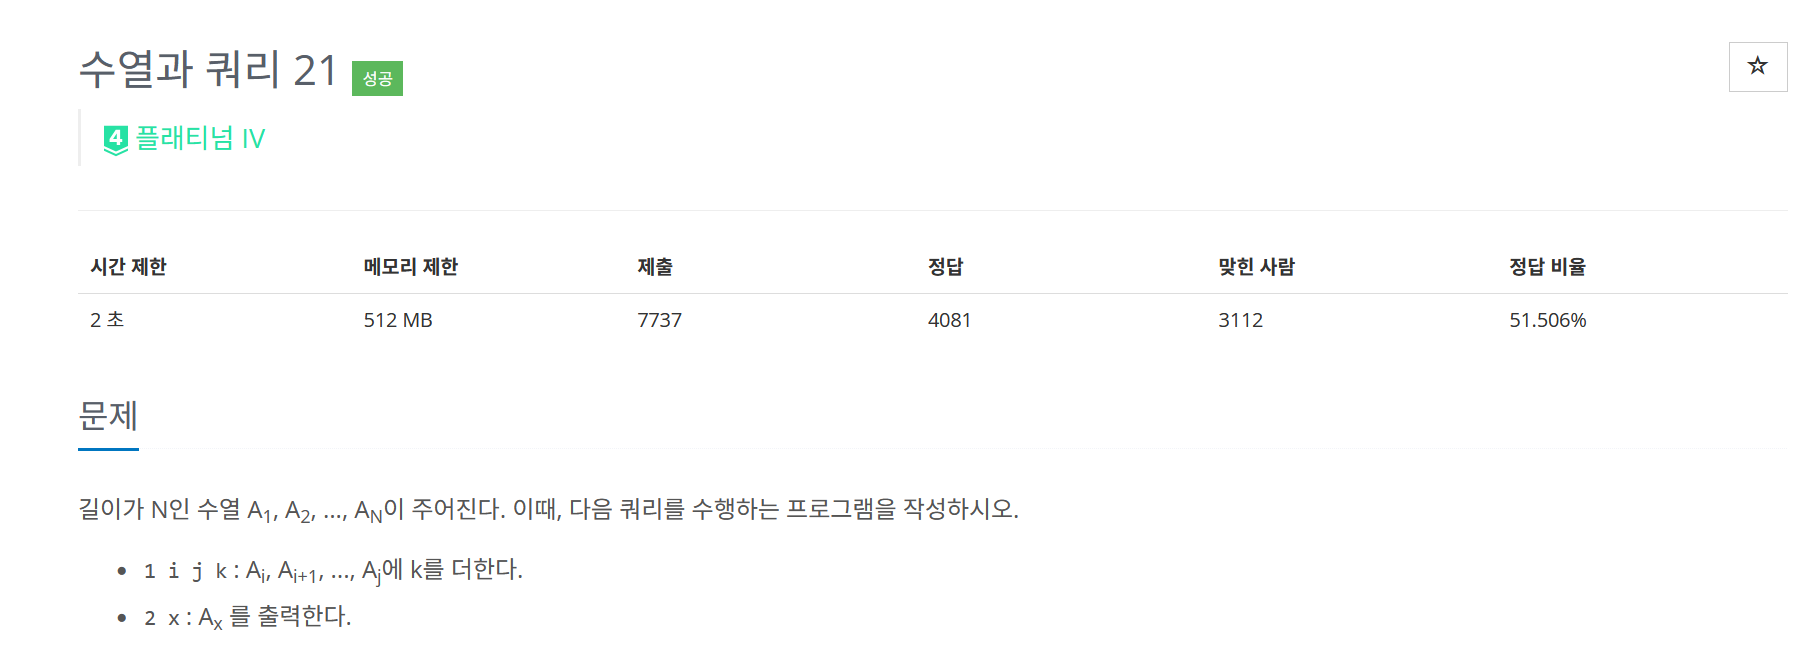 수열과 쿼리 21 성공
4 플래티넘 IV
시간 제한 메모리 제한 제출 정답 맞힌 사람 정답 비율
2 초 512 MB 7737 4081 3112 51.506%
문제
길이가 N인 수열 A1, A2, ..., AN이 주어진다. 이때, 다음 쿼리를 수행하는 프로그램을 작성하시오.
• 1 i j k : Ai, Ai+1, ..., Aj에 k를 더한다.
• 2 x : Ax 를 출력한다.